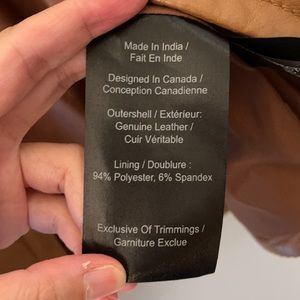 Made In India /
Fait En Inde
Designed In Canada /
Conception Canadienne
Outershell / Extérieur:
Genuine Leather /
Cuir Véritable
Lining / Doublure :
94% Polyester, 6% Spandex
Exclusive Of Trimmings /
Garniture Exclue